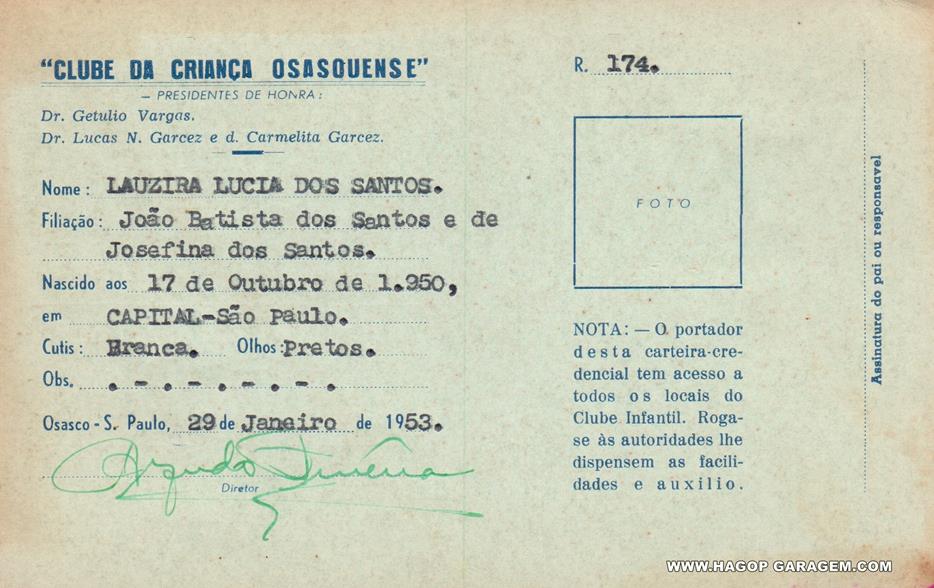 "CLUBE DA CRIANÇA OSASQUENSE"
— PRESIDENTES DE HONRA:
Dr. Getulio Vargas.
Dr. Lucas N. Garcez e d. Carmelita Garcez.
Nome: LAUZIRA LUCIA DOS SANTOS.
Filiação: João Batista dos Santos e de
Josefina dos Santos.
Nascido aos 17 de Outubro de 1.950,
em CAPITAL-São Paulo.
Cutis: Branca. Olhos: Pretos.
Obs. .-.-.-.-.
Osasco - S. Paulo, 29 de Janeiro de 1953.
Diretor
R. 174.
FOTO
NOTA: — O portador
desta carteira-cre-
dencial tem acesso a
todos os locais do
Clube Infantil. Roga-
se às autoridades lhe
dispensem as facili-
dades e auxilio.
Assinatura do pai ou responsavel
WWW.HAGOP GARAGEM.COM